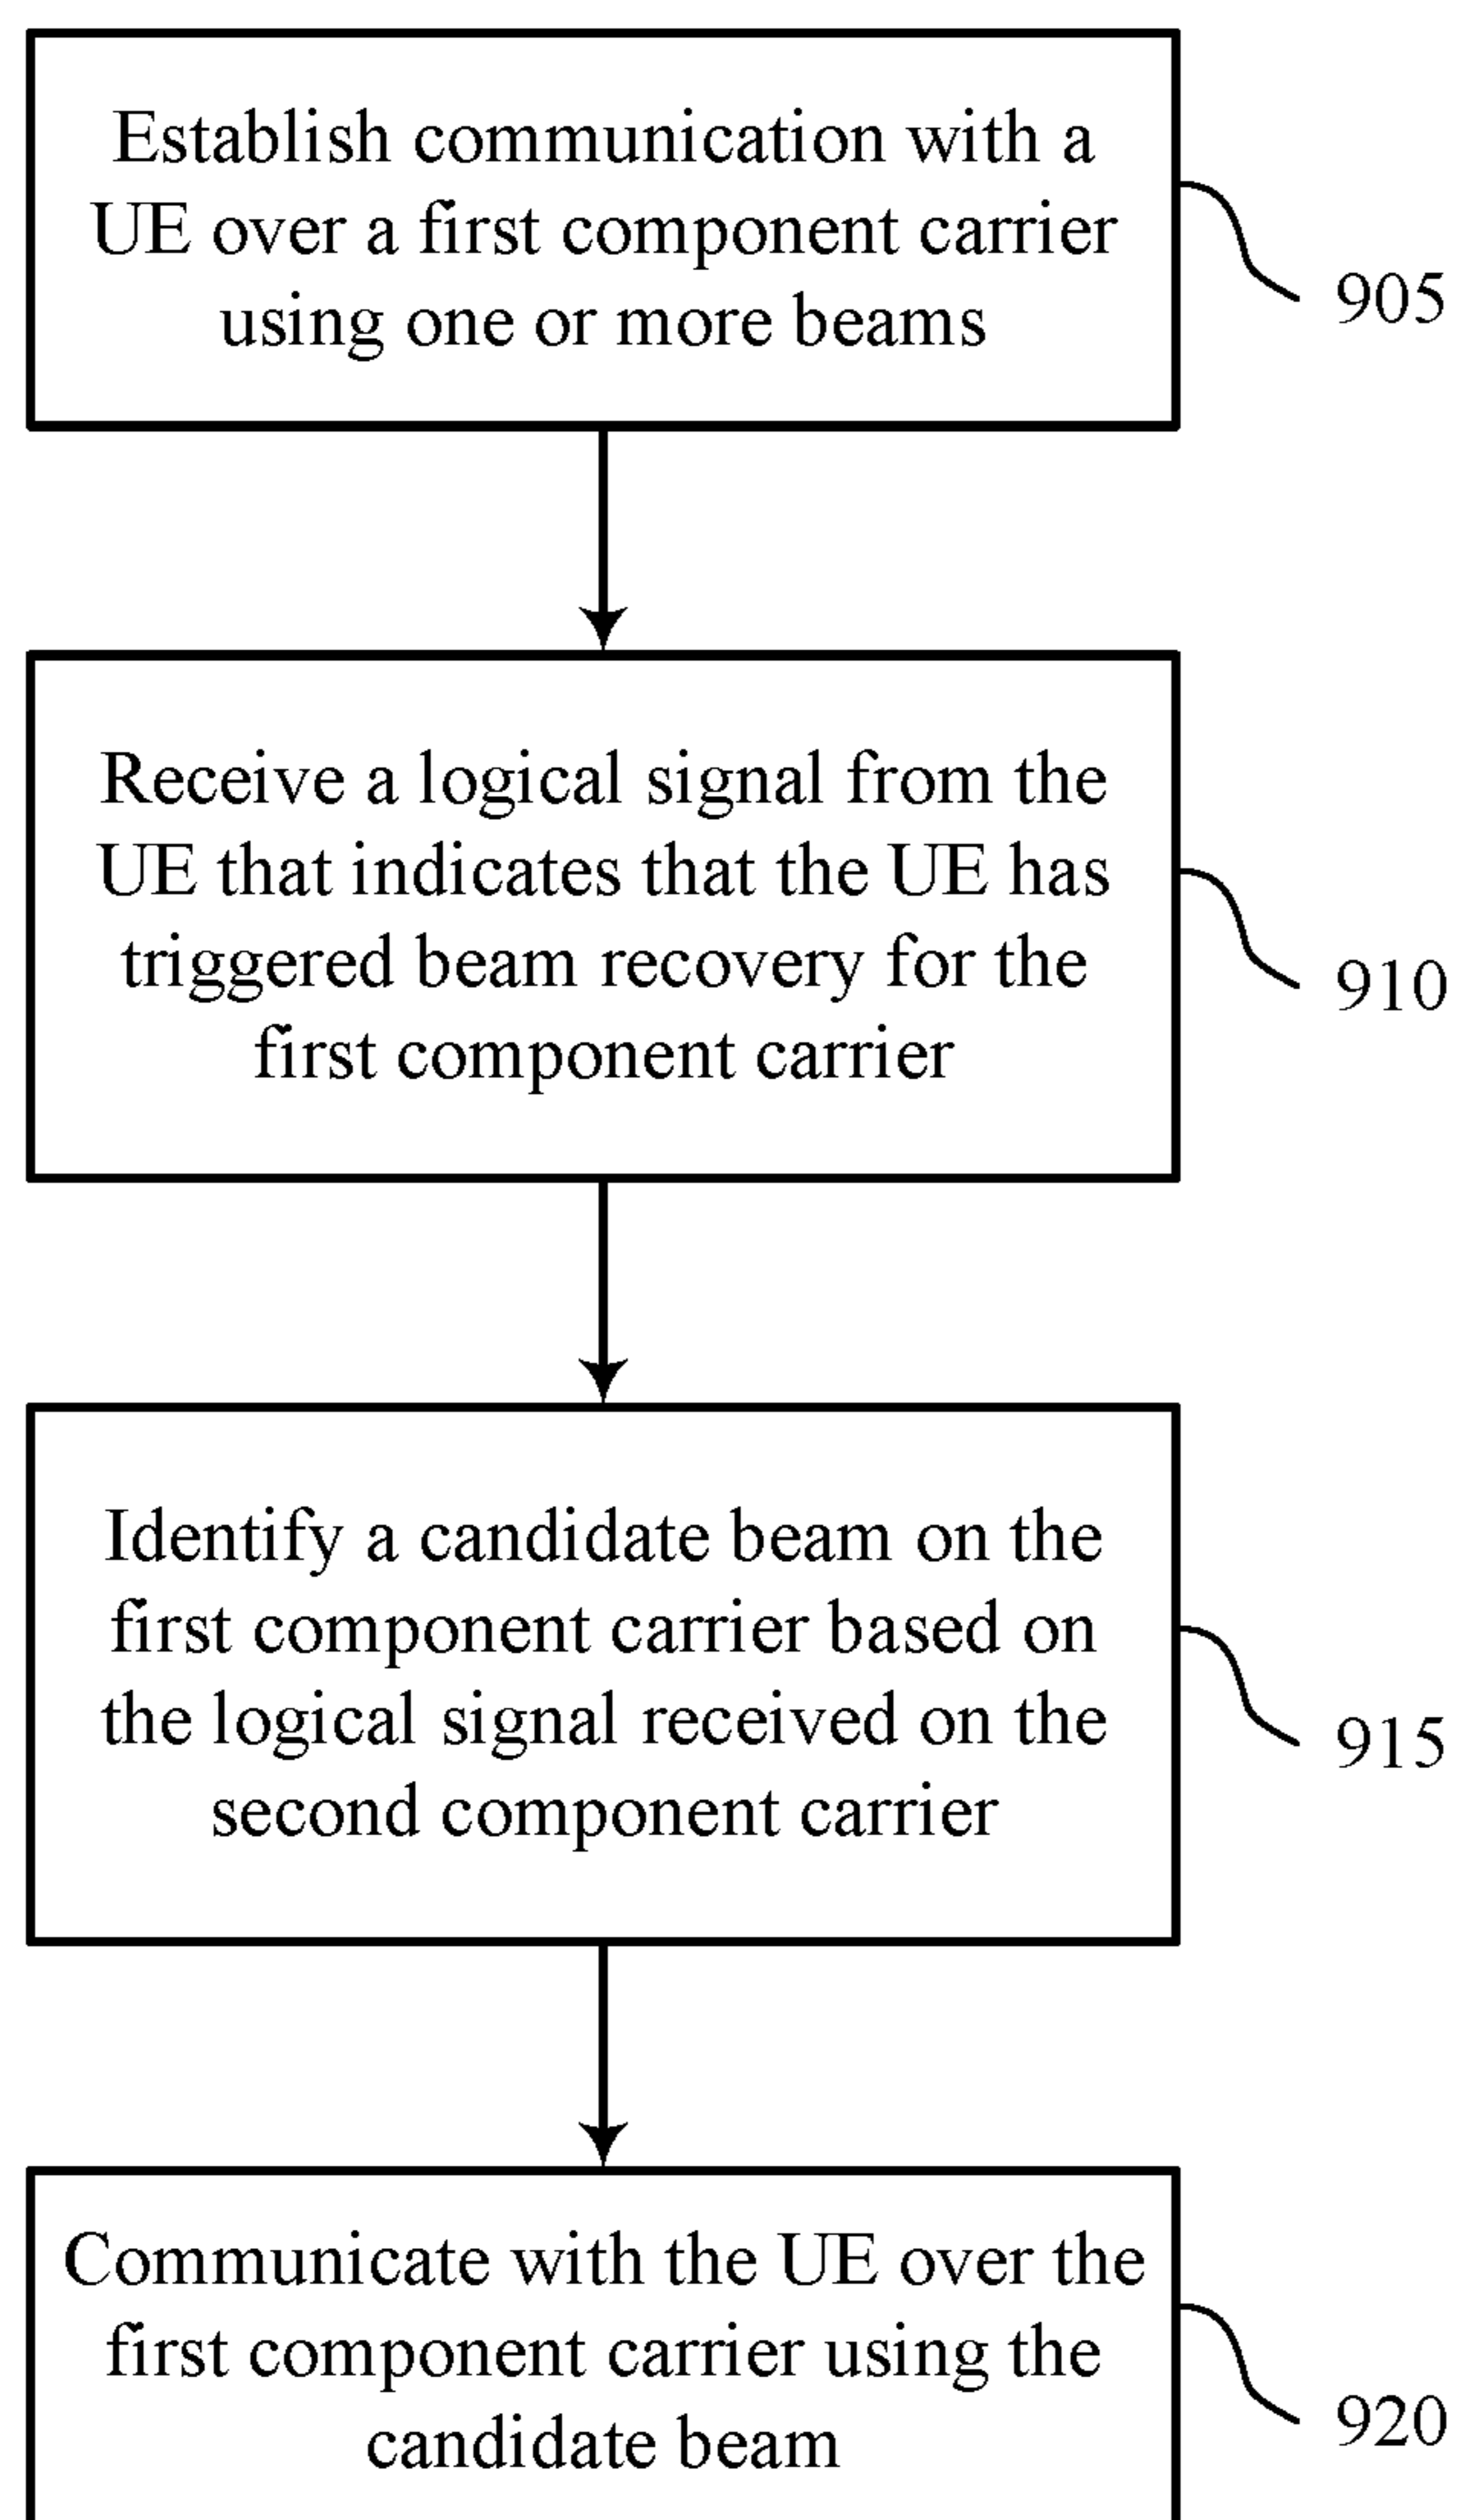 Establish communication with a
UE over a first component carrier
using one or more beams
905
Receive a logical signal from the
UE that indicates that the UE has
triggered beam recovery for the
first component carrier
910
Identify a candidate beam on the
first component carrier based on
the logical signal received on the
second component carrier
915
Communicate with the UE over the
first component carrier using the
candidate beam
920